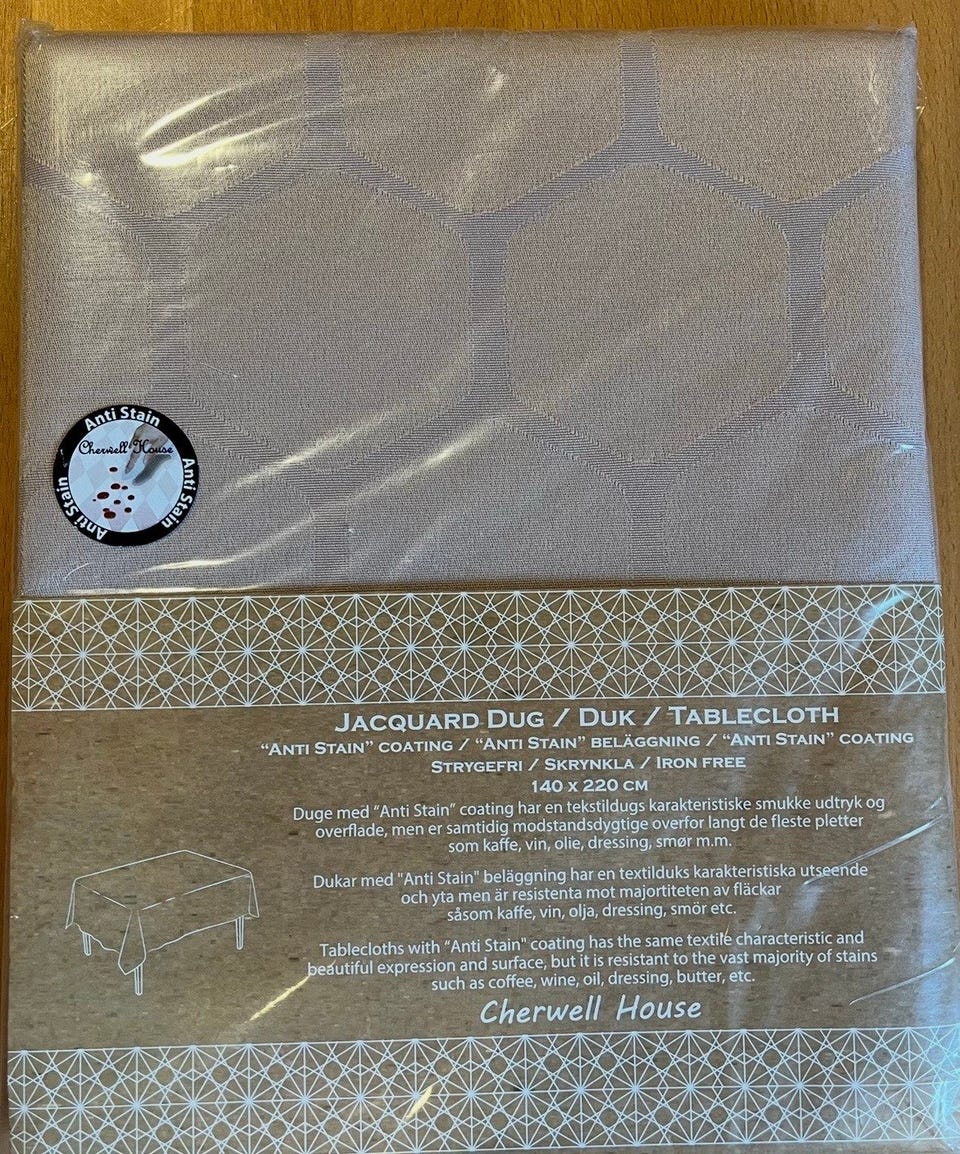 Anti Stain
Cherwell House
Anti Stain
Anti Stain
JACQUARD DUG / DUK / TABLECLOTH
"ANTI STAIN" COATING / "ANTI STAIN" BELÄGGNING / "ANTI STAIN" COATING
STRYGEFRI / SKRYNKLA / IRON FREE
140 X 220 CM
Duge med "Anti Stain" coating har en tekstildugs karakteristiske smukke udtryk og
overflade, men er samtidig modstandsdygtige overfor langt de fleste pletter
som kaffe, vin, olie, dressing, smør m.m.
Dukar med "Anti Stain" beläggning har en textilduks karakteristiska utseende
och yta men är resistenta mot majortiteten av fläckar
såsom kaffe, vin, olja, dressing, smör etc.
Tablecloths with "Anti Stain" coating has the same textile characteristic and
beautiful expression and surface, but it is resistant to the vast majority of stains
such as coffee, wine, oil, dressing, butter, etc.
Cherwell House